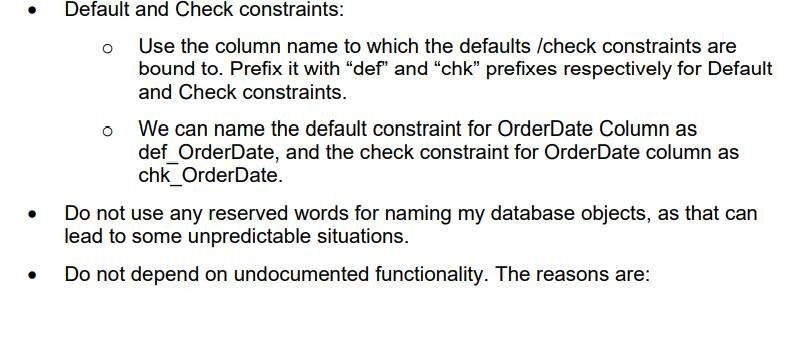 • Default and Check constraints:
o Use the column name to which the defaults /check constraints are
bound to. Prefix it with “def” and “chk” prefixes respectively for Default
and Check constraints.
o We can name the default constraint for OrderDate Column as
def_OrderDate, and the check constraint for OrderDate column as
chk_OrderDate.
• Do not use any reserved words for naming my database objects, as that can
lead to some unpredictable situations.
• Do not depend on undocumented functionality. The reasons are: